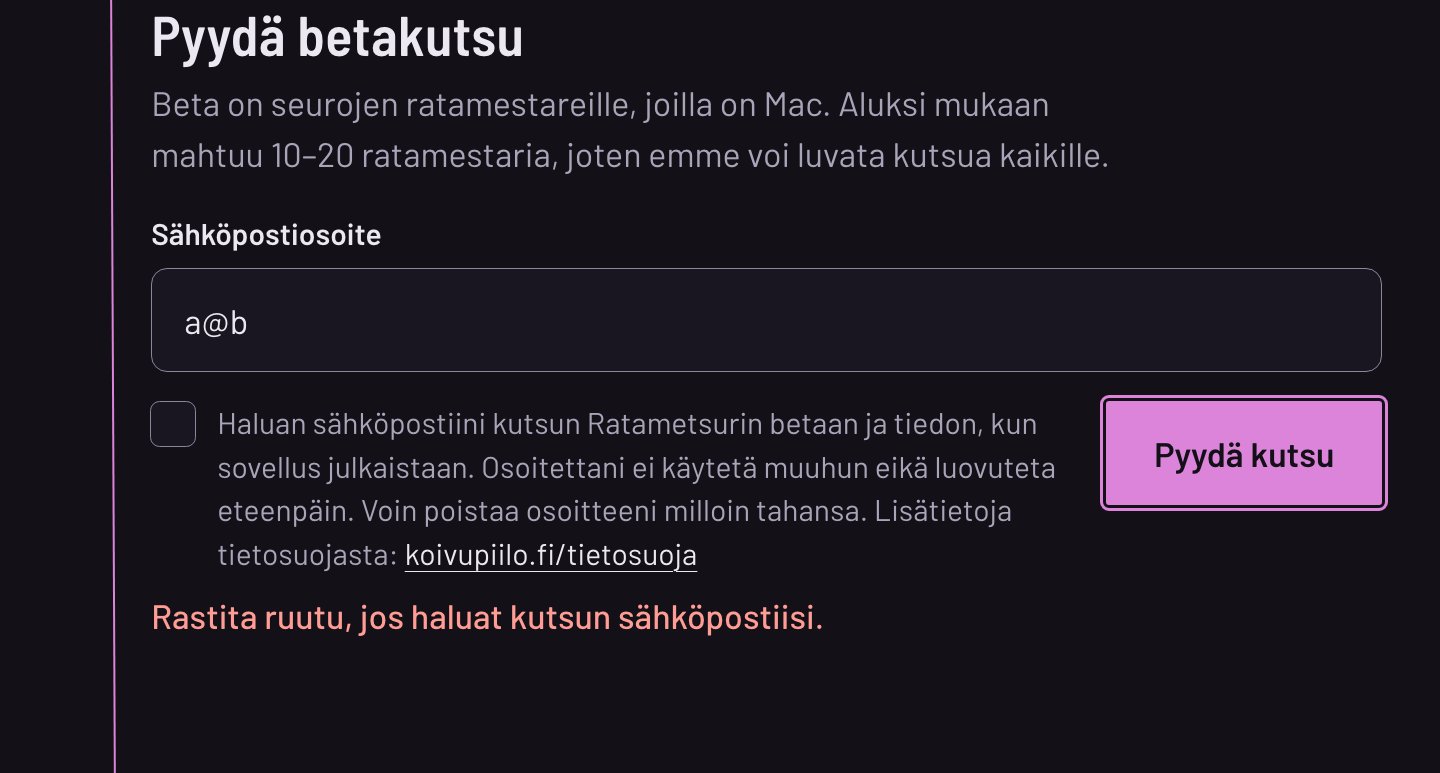 Pyydä betakutsu
Beta on seurojen ratamestareille, joilla on Mac. Aluksi mukaan
mahtuu 10–20 ratamestaria, joten emme voi luvata kutsua kaikille.
Sähköpostiosoite
a@b
Haluan sähköpostiini kutsun Ratametsurin betaan ja tiedon, kun
sovellus julkaistaan. Osoitettani ei käytetä muuhun eikä luovuteta
eteenpäin. Voin poistaa osoitteeni milloin tahansa. Lisätietoja
tietosuojasta: koivupiilo.fi/tietosuoja
Pyydä kutsu
Rastita ruutu, jos haluat kutsun sähköpostiisi.